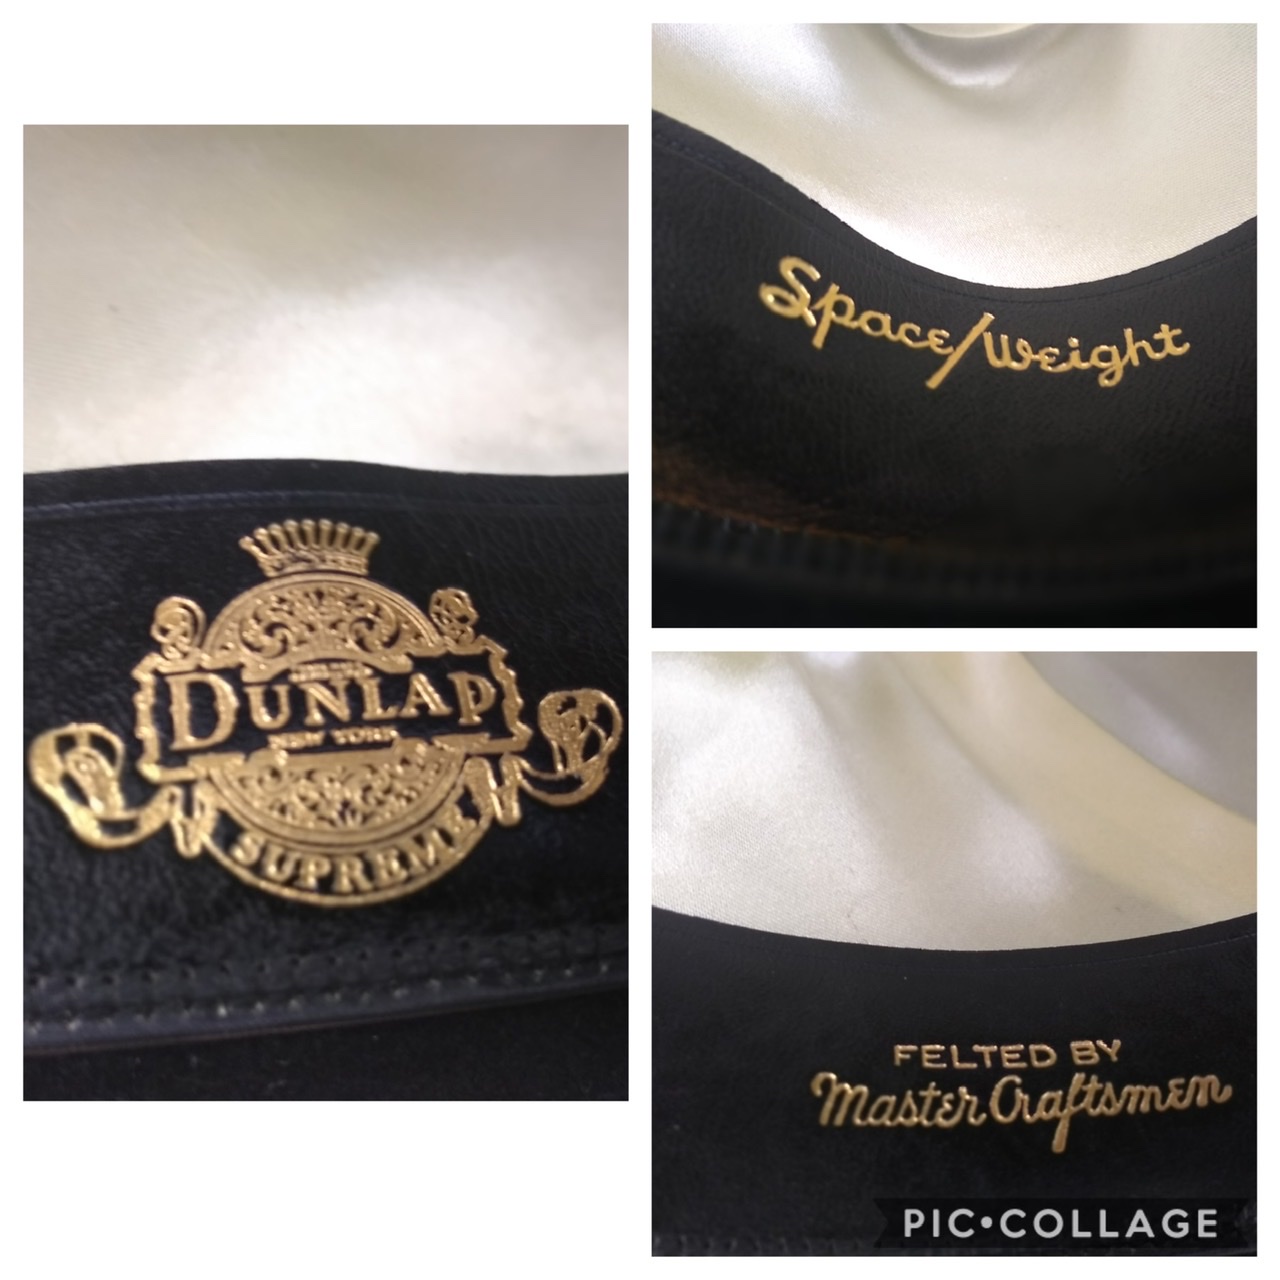 DUNLAP
NEW YORK
SUPREME
Space/Weight
FELTED BY
Master Craftsmen
PIC•COLLAGE